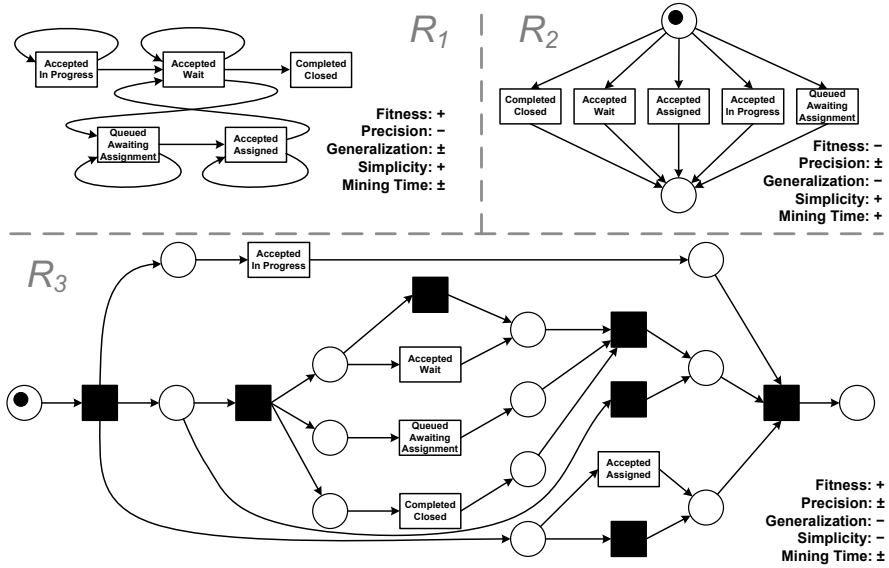 R1
Accepted
In Progress
Accepted
Wait
Completed
Closed
Queued
Awaiting
Assignment
Accepted
Assigned
Fitness: +
Precision: −
Generalization: ±
Simplicity: +
Mining Time: ±
R2
Completed
Closed
Accepted
Wait
Accepted
Assigned
Accepted
In Progress
Queued
Awaiting
Assignment
Fitness: −
Precision: ±
Generalization: −
Simplicity: +
Mining Time: +
R3
Accepted
In Progress
Accepted
Wait
Queued
Awaiting
Assignment
Completed
Closed
Accepted
Assigned
Fitness: +
Precision: ±
Generalization: −
Simplicity: −
Mining Time: ±